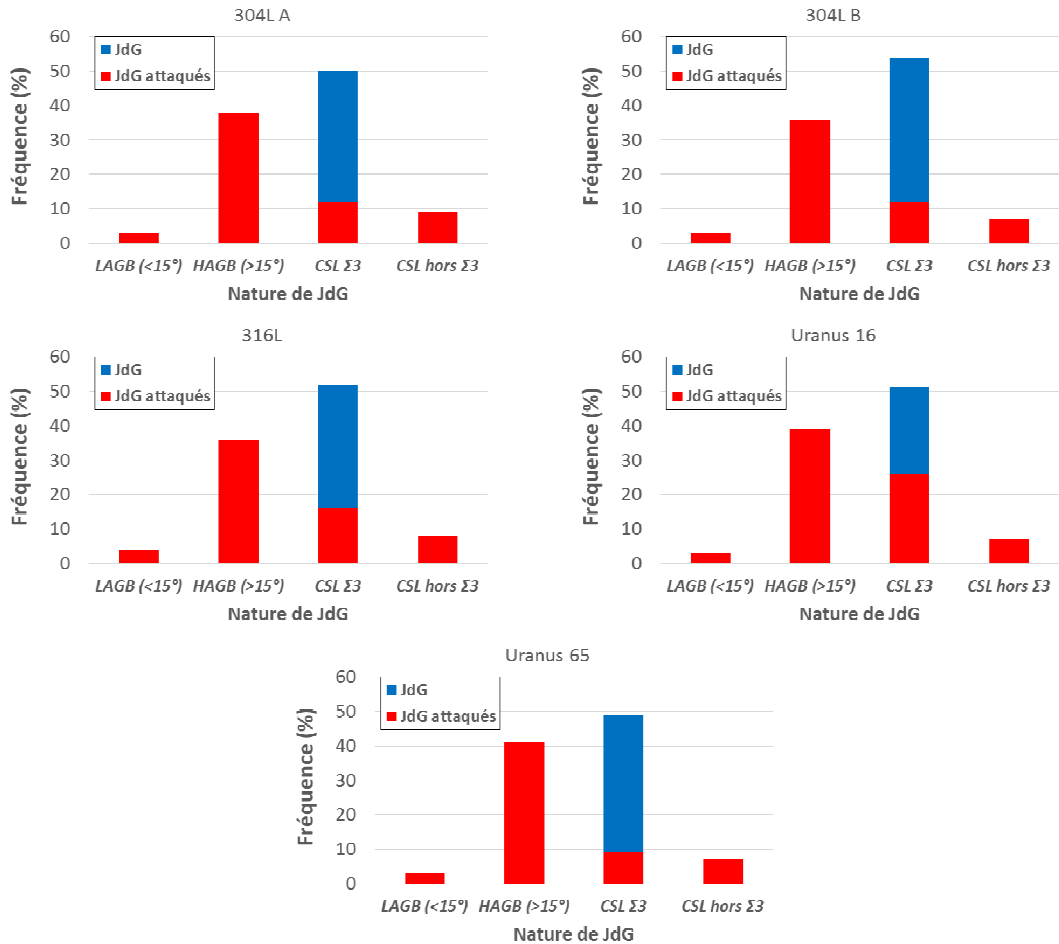 304L A
Fréquence (%)
60
50
40
30
20
10
0
JdG
JdG attaqués
LAGB (<15°) HAGB (>15°) CSL Σ3 CSL hors Σ3
Nature de JdG
304L B
Fréquence (%)
60
50
40
30
20
10
0
JdG
JdG attaqués
LAGB (<15°) HAGB (>15°) CSL Σ3 CSL hors Σ3
Nature de JdG
316L
Fréquence (%)
60
50
40
30
20
10
0
JdG
JdG attaqués
LAGB (<15°) HAGB (>15°) CSL Σ3 CSL hors Σ3
Nature de JdG
Uranus 16
Fréquence (%)
60
50
40
30
20
10
0
JdG
JdG attaqués
LAGB (<15°) HAGB (>15°) CSL Σ3 CSL hors Σ3
Nature de JdG
Uranus 65
Fréquence (%)
60
50
40
30
20
10
0
JdG
JdG attaqués
LAGB (<15°) HAGB (>15°) CSL Σ3 CSL hors Σ3
Nature de JdG